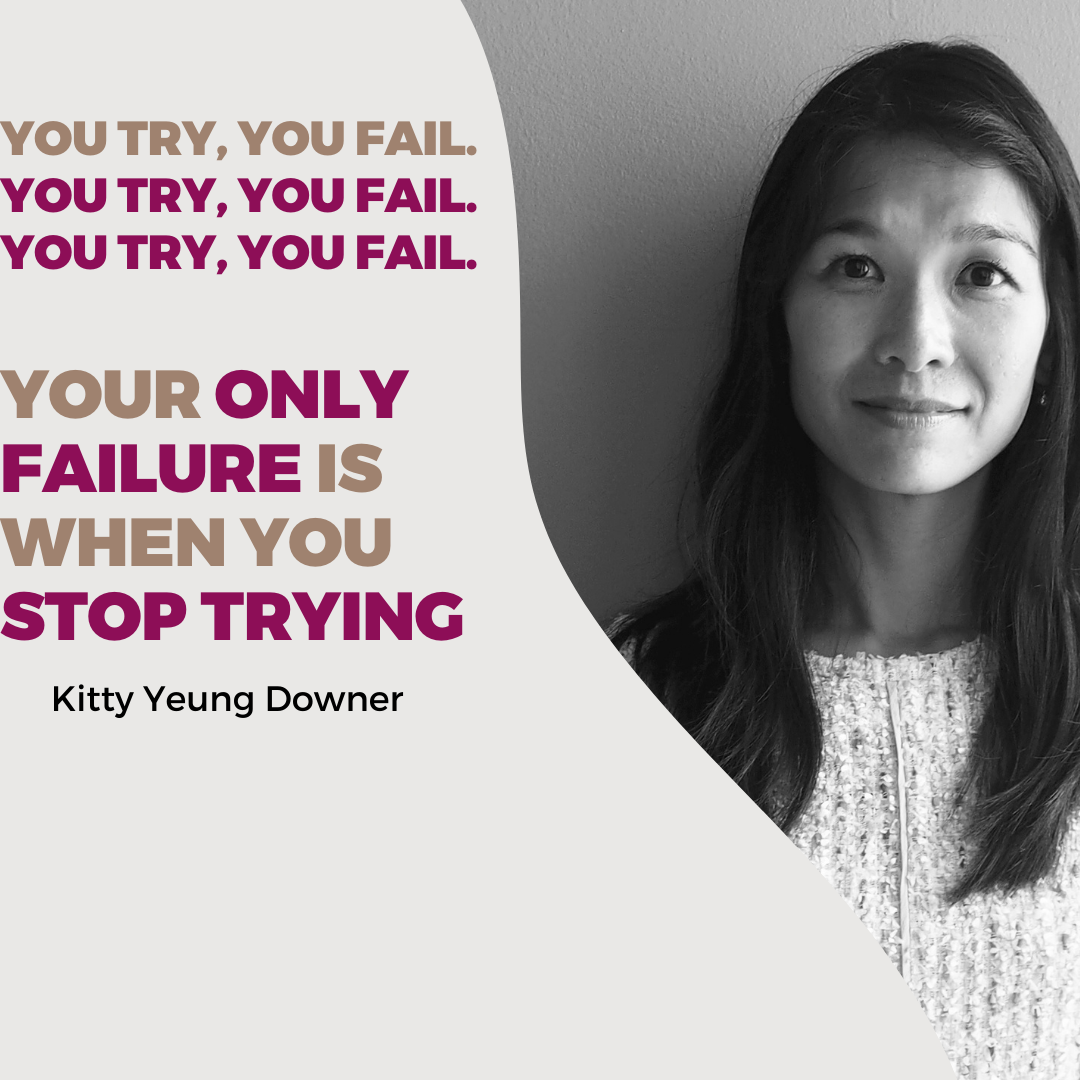 YOU TRY, YOU FAIL.
YOU TRY, YOU FAIL.
YOU TRY, YOU FAIL.
YOUR ONLY
FAILURE IS
WHEN YOU
STOP TRYING
Kitty Yeung Downer